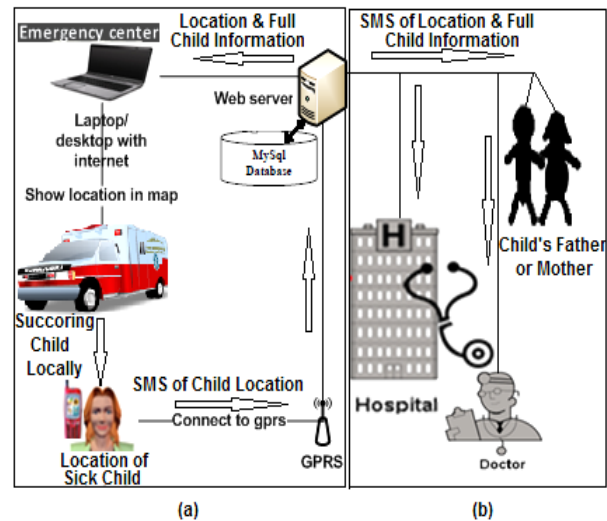 Emergency center
Location & Full
Child Information
SMS of Location & Full
Child Information
Web server
Laptop/
desktop with
internet
MySql
Database
Show location in map
H
Child's Father
or Mother
Succoring
Child
Locally
SMS of Child Location
Connect to gprs
GPRS
Location of
Sick Child
Hospital
Doctor
(a)
(b)